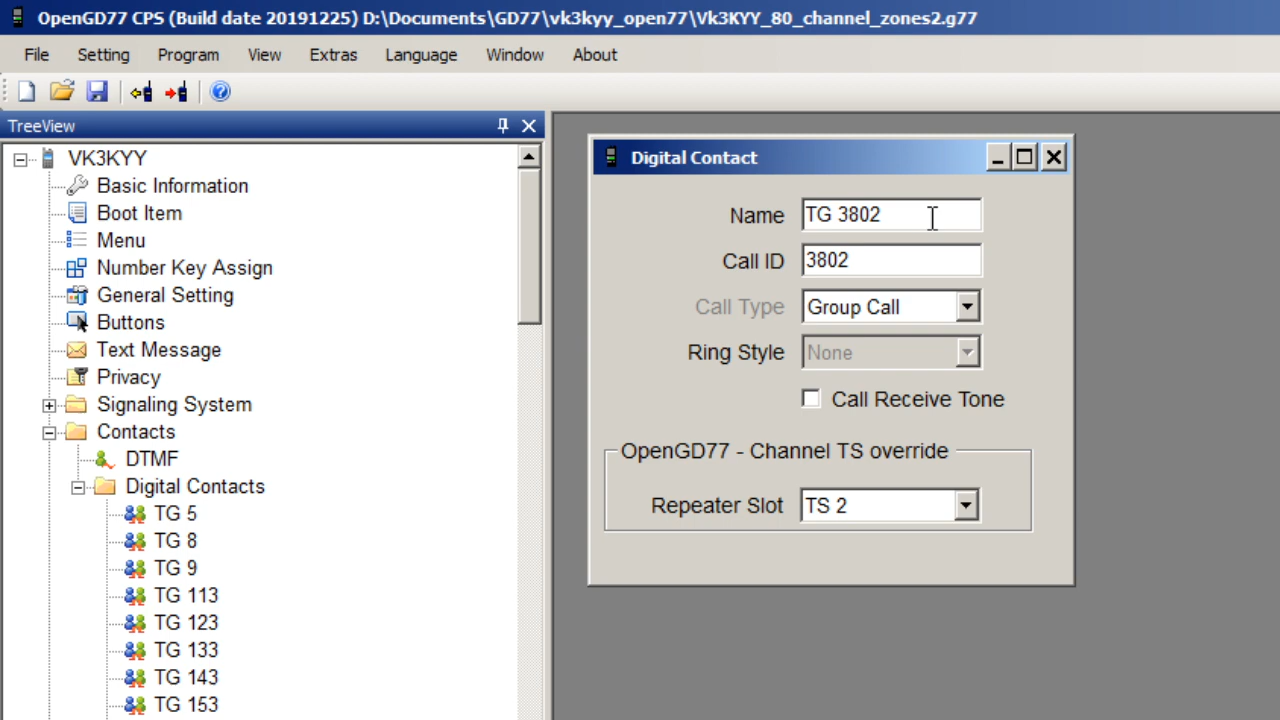 OpenGD77 CPS (Build date 20191225) D:\Documents\GD77\vk3kyy_open77\Vk3KYY_80_channel_zones2.g77
File Setting Program View Extras Language Window About
TreeView
VK3KYY
Basic Information
Boot Item
Menu
Number Key Assign
General Setting
Buttons
Text Message
Privacy
Signaling System
Contacts
DTMF
Digital Contacts
TG 5
TG 8
TG 9
TG 113
TG 123
TG 133
TG 143
TG 153
Digital Contact
Name TG 3802
Call ID 3802
Call Type Group Call
Ring Style None
Call Receive Tone
OpenGD77 - Channel TS override
Repeater Slot TS 2